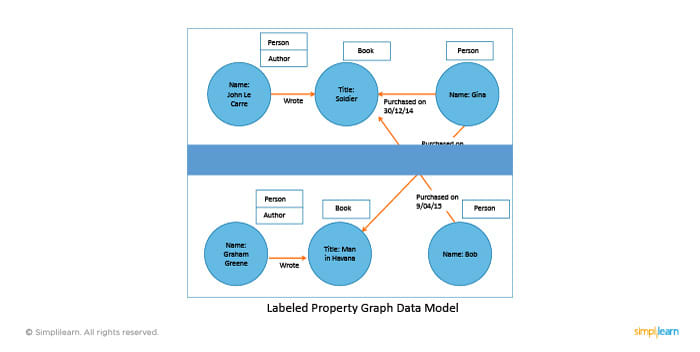 Person
Author
Book
Person
Name:
John Le
Carre
Wrote
Title:
Soldier
Purchased on
30/12/14
Name: Gina
Purchased on
Purchased on
9/04/15
Person
Author
Book
Person
Name:
Graham
Greene
Wrote
Title: Man
in Havana
Name: Bob
Labeled Property Graph Data Model
© Simplilearn. All rights reserved.
simplilearn